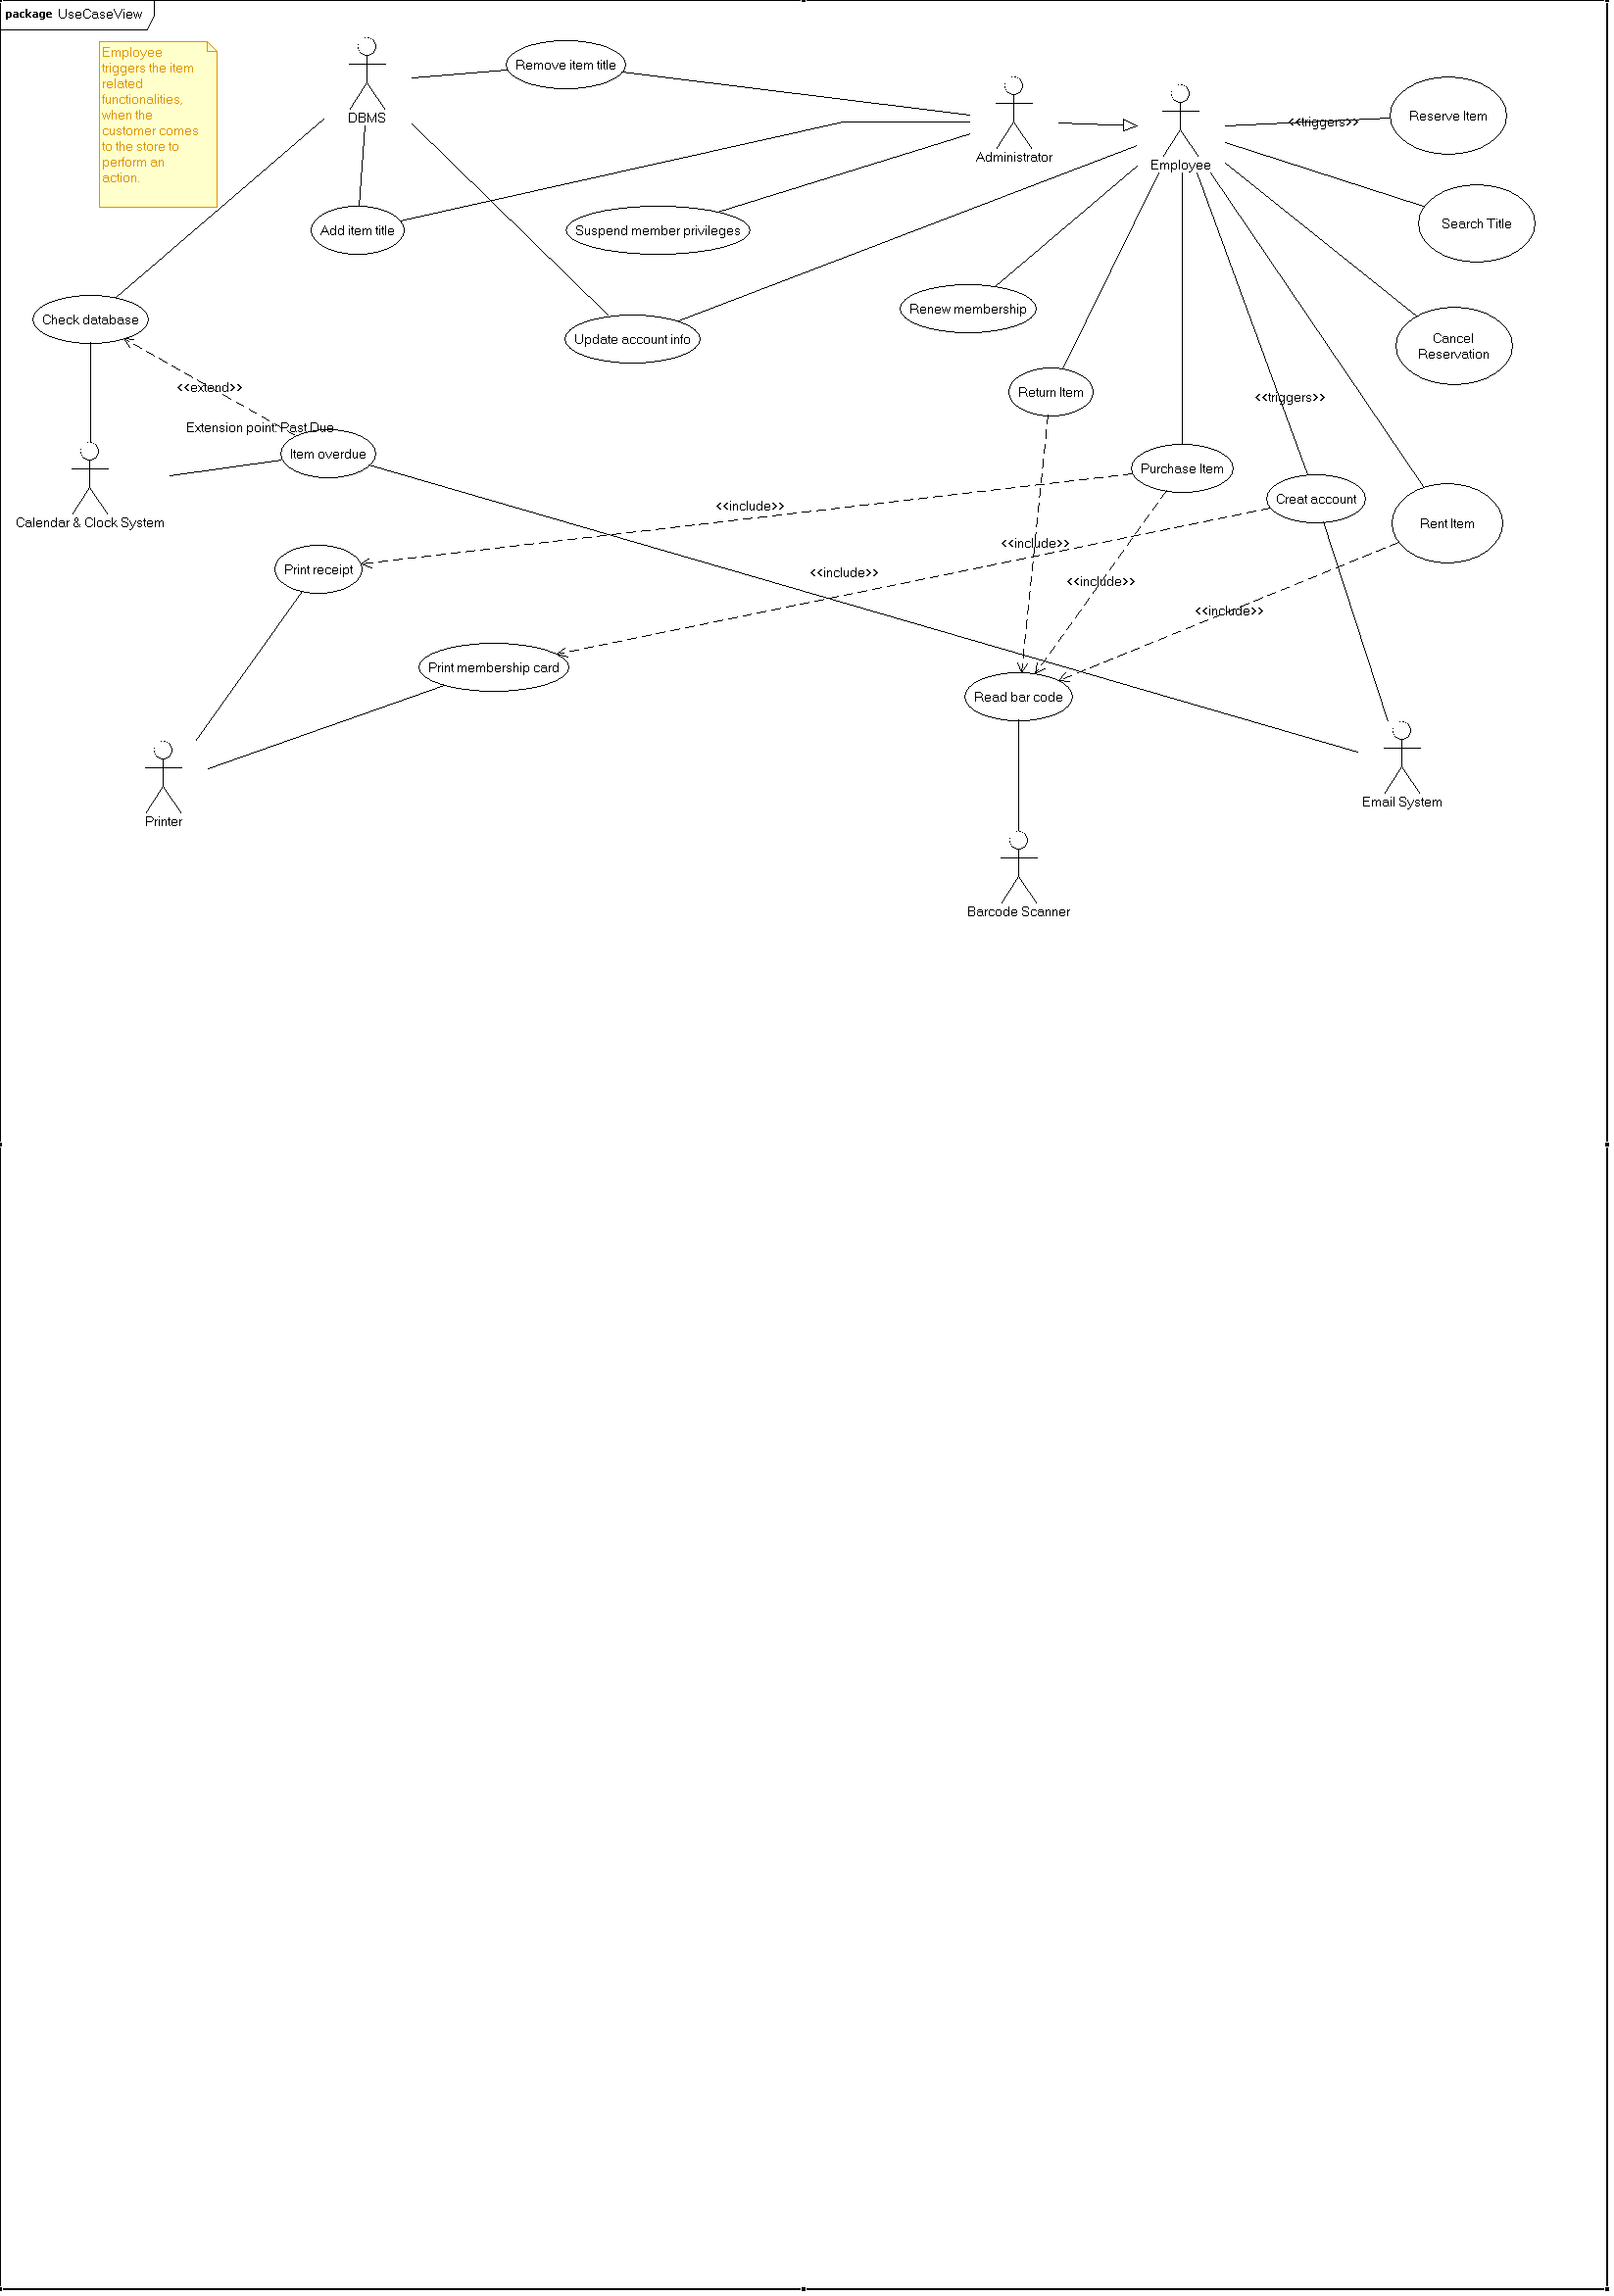 package UseCaseView
Employee
triggers the item
related
functionalities,
when the
customer comes
to the store to
perform an
action.
DBMS
Remove item title
Administrator
Employee
<<triggers>>
Reserve Item
Add item title
Suspend member privileges
Search Title
Check database
Update account info
Renew membership
Cancel
Reservation
<<extend>>
Return Item
<<triggers>>
Extension point: Past Due
Item overdue
Purchase Item
Creat account
Calendar & Clock System
<<include>>
Rent Item
<<include>>
Print receipt
<<include>>
<<include>>
<<include>>
Print membership card
Read bar code
Printer
Email System
Barcode Scanner